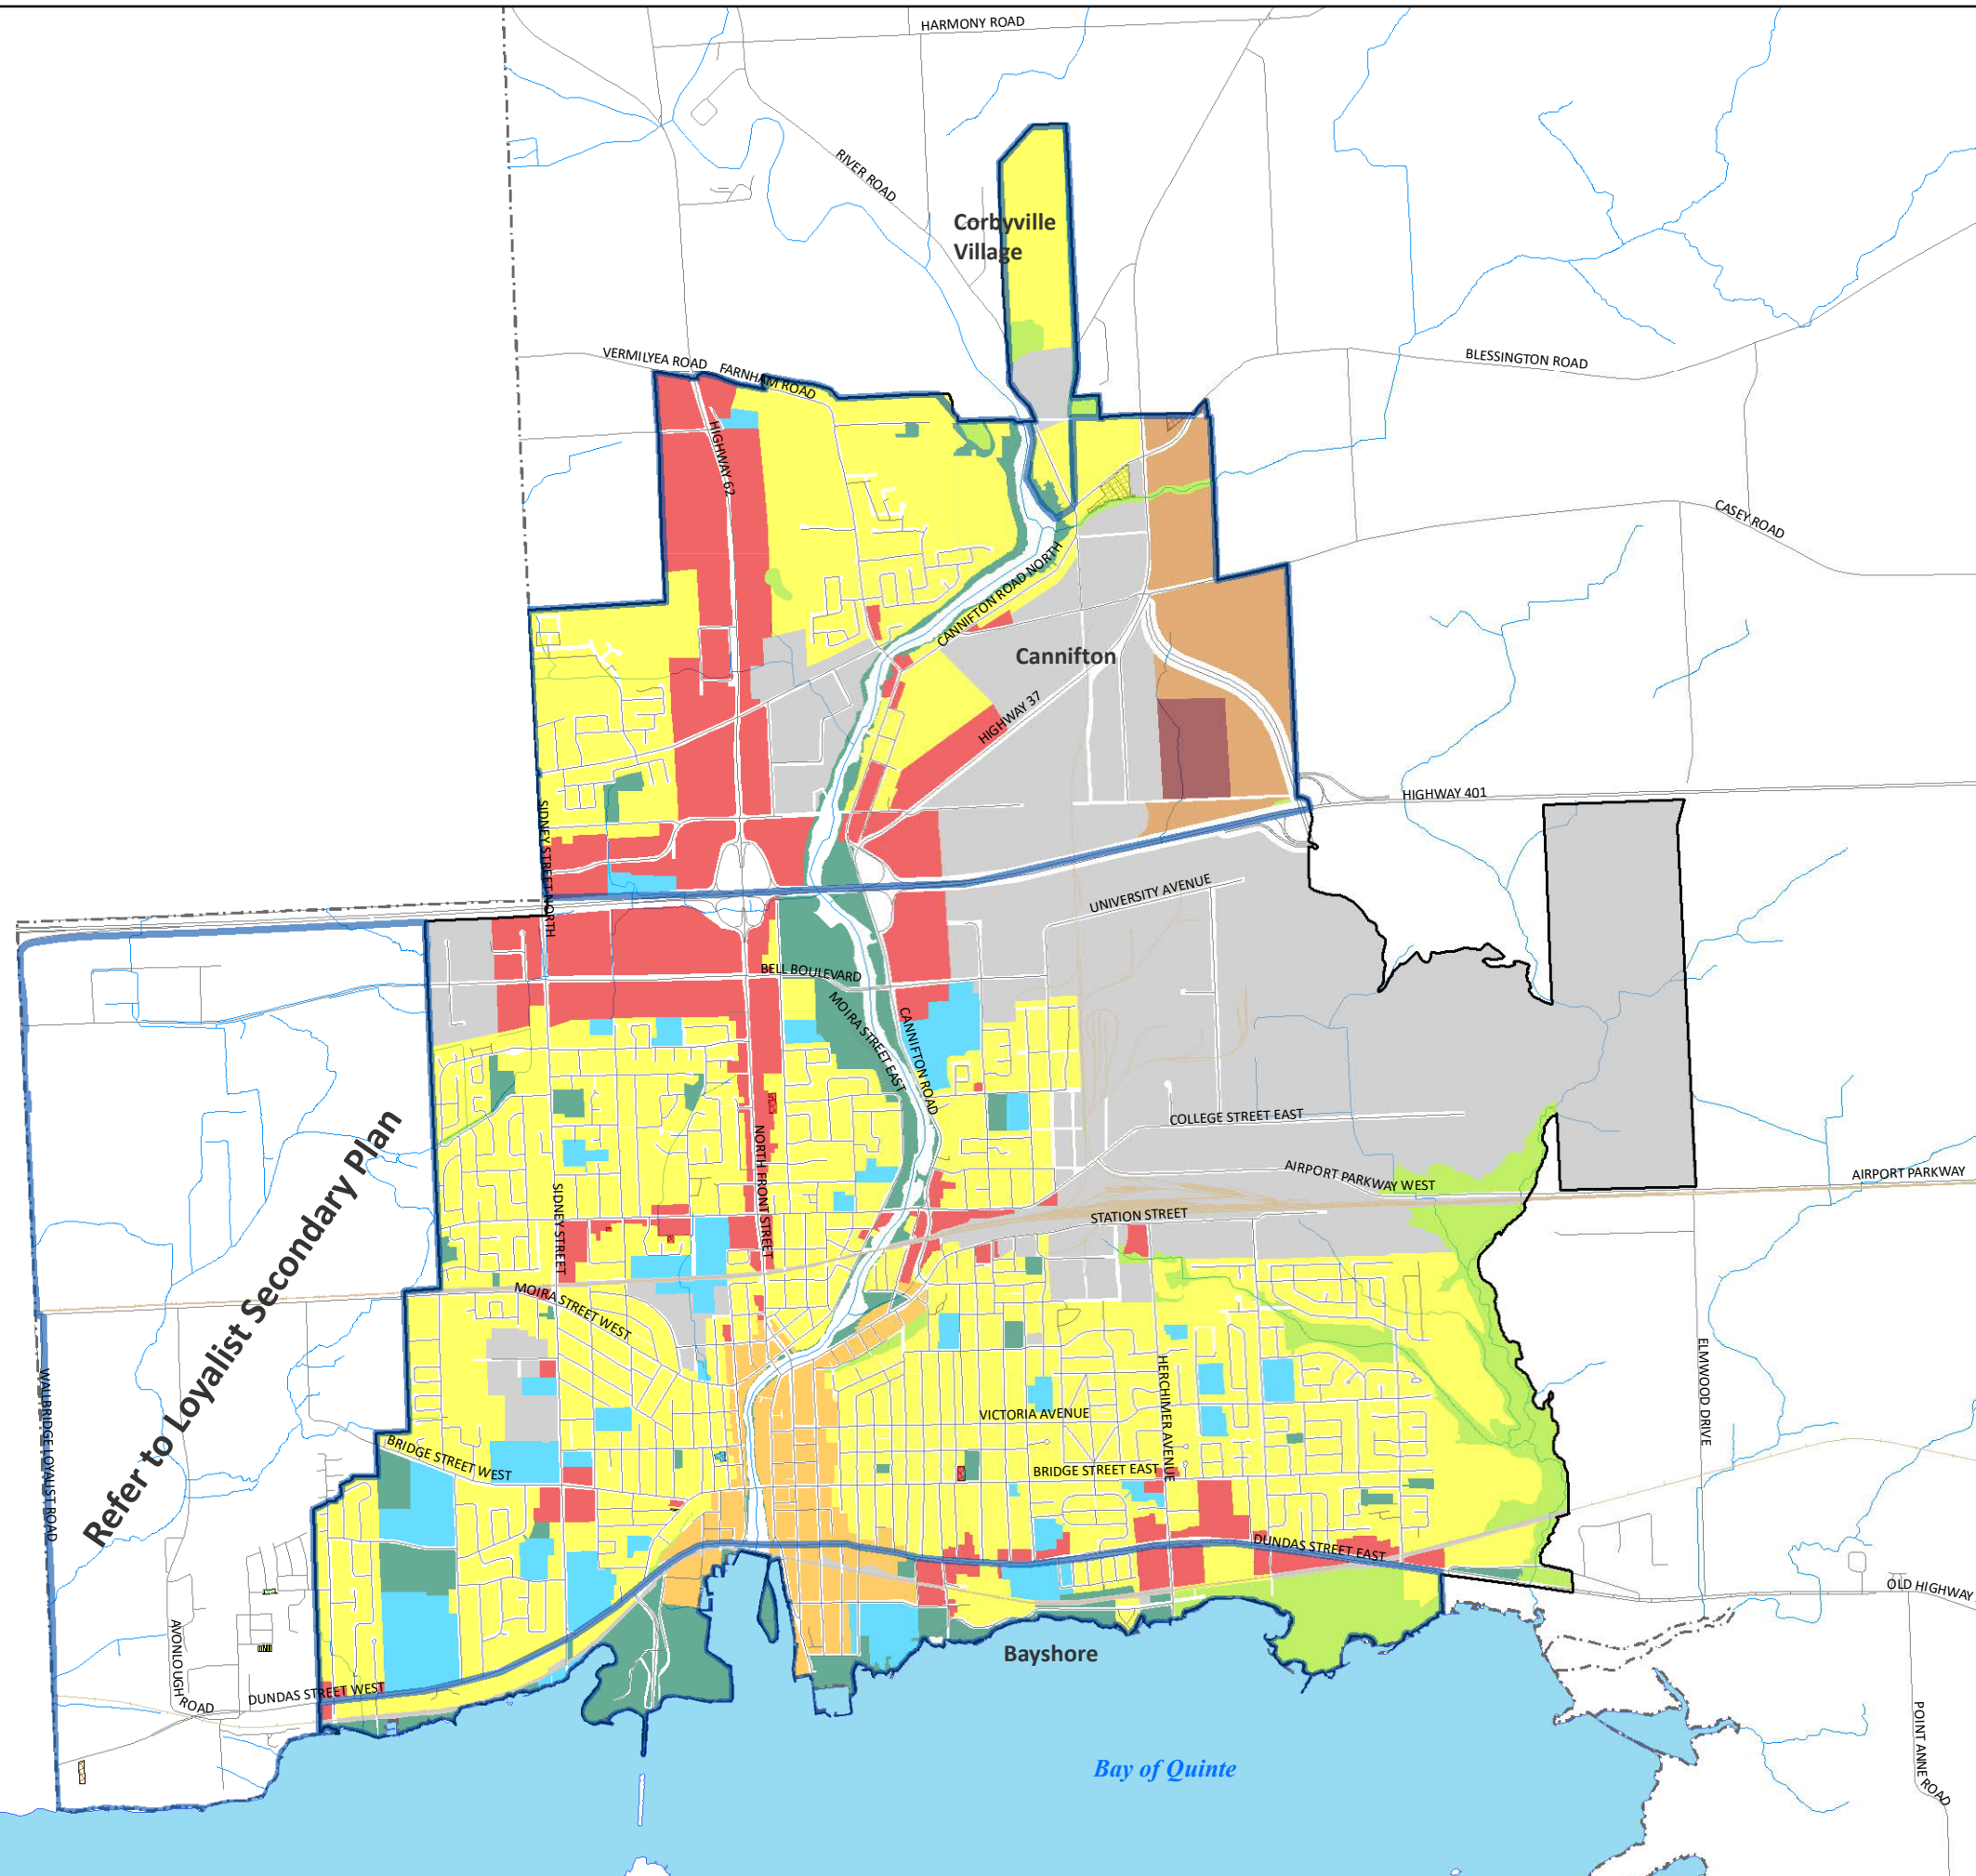 HARMONY ROAD
RIVER ROAD
Corbyville
Village
VERMILYEA ROAD
FARNHAM ROAD
BLESSINGTON ROAD
HIGHWAY 62
CASEY ROAD
CANNIFTON ROAD NORTH
Cannifton
HIGHWAY 37
HIGHWAY 401
SIDNEY STREET NORTH
UNIVERSITY AVENUE
BELL BOULEVARD
MOIRA STREET EAST
CANNIFTON ROAD
COLLEGE STREET EAST
AIRPORT PARKWAY WEST
AIRPORT PARKWAY
Refer to Loyalist Secondary Plan
NORTH FRONT STREET
SIDNEY STREET
STATION STREET
MOIRA STREET WEST
WALLBRIDGE LOYALIST ROAD
HERCHIMER AVENUE
ELMWOOD DRIVE
VICTORIA AVENUE
BRIDGE STREET WEST
BRIDGE STREET EAST
DUNDAS STREET EAST
OLD HIGHWAY
AVONLOUGH ROAD
Bayshore
DUNDAS STREET WEST
POINT ANNE ROAD
Bay of Quinte